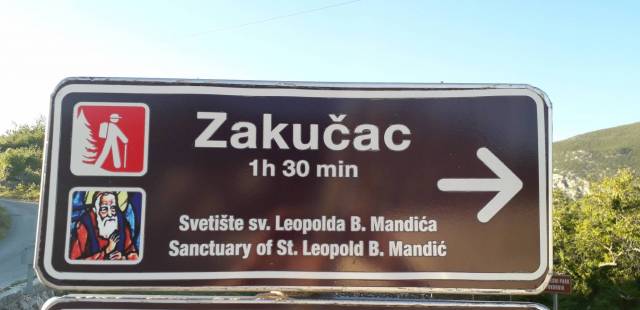 Zakučac
1h 30 min
Svetište sv. Leopolda B. Mandića
Sanctuary of St. Leopold B. Mandić